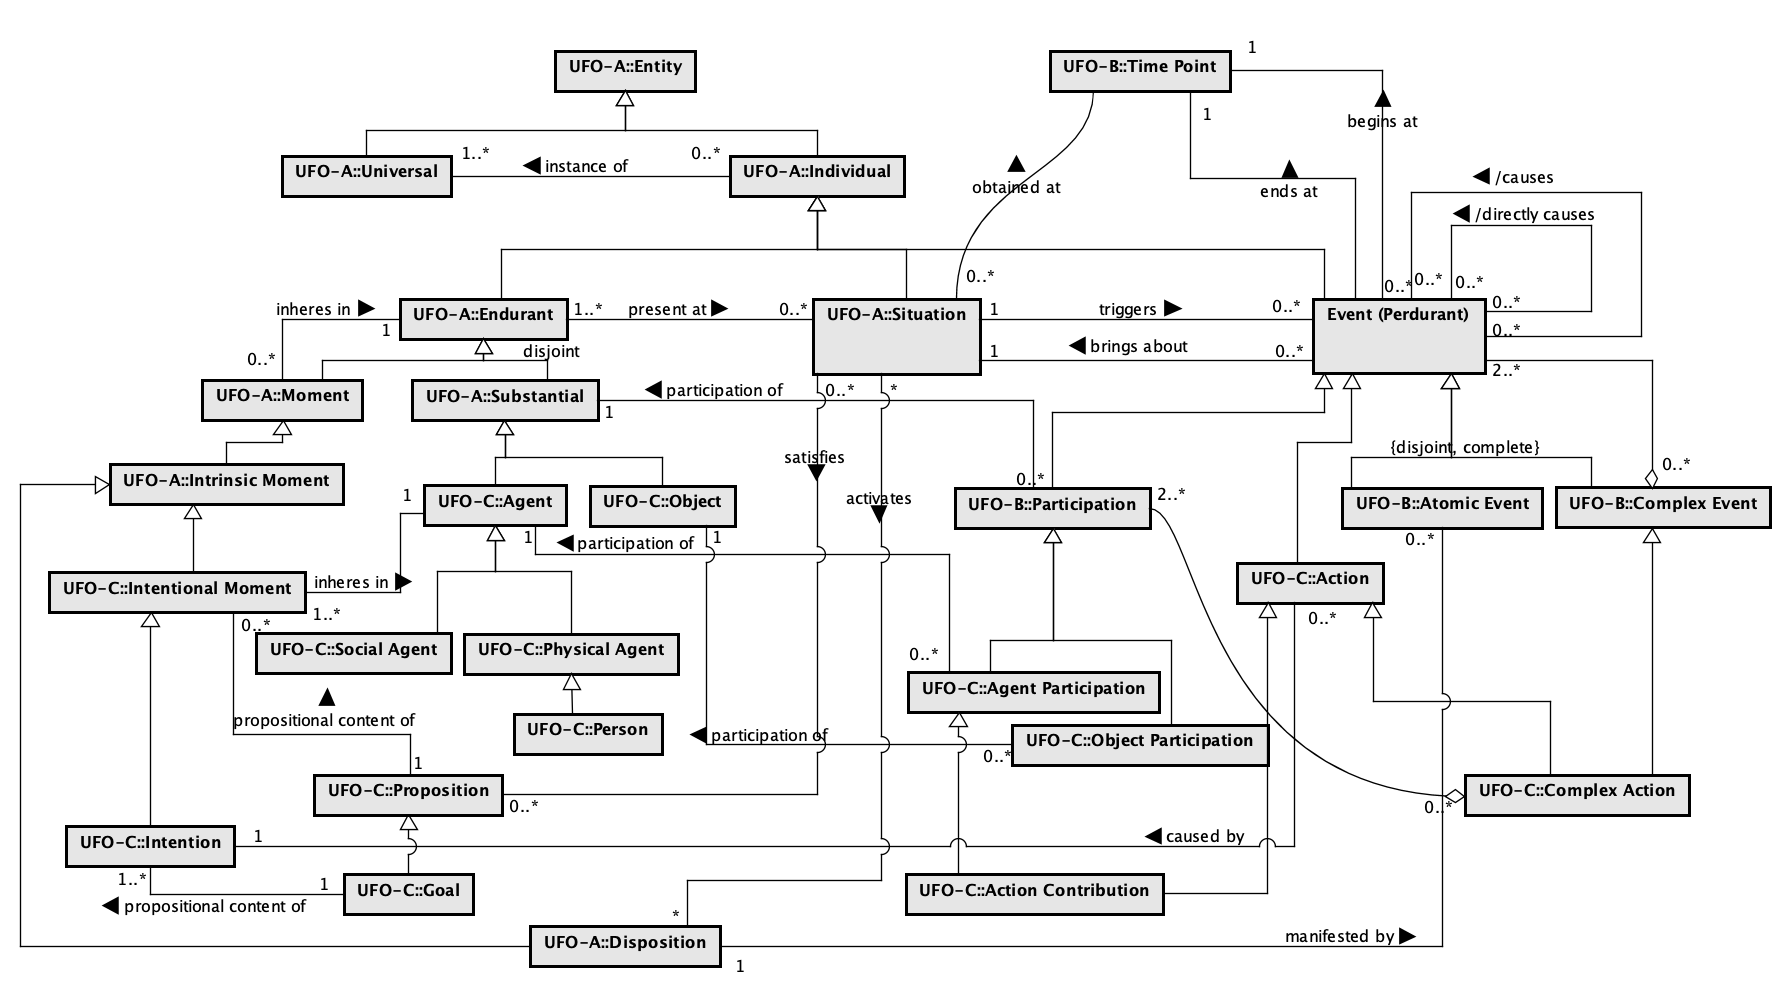 1
UFO-A::Entity
UFO-B::Time Point
1
begins at
1..*
0..*
instance of
UFO-A::Universal
UFO-A::Individual
/causes
obtained at
ends at
/directly causes
0..*
0..*
0..*
0..*
inheres in
1
1..*
present at
0..*
1
triggers
0..*
0..*
UFO-A::Endurant
UFO-A::Situation
Event (Perdurant)
0..*
disjoint
1
brings about
0..*
0..*
2..*
UFO-A::Moment
UFO-A::Substantial
participation of
0..*
*
1
{disjoint, complete}
satisfies
0..*
UFO-A::Intrinsic Moment
0..*
2..*
1
UFO-C::Agent
UFO-C::Object
activates
UFO-B::Participation
UFO-B::Atomic Event
UFO-B::Complex Event
1
participation of
1
0..*
UFO-C::Intentional Moment
inheres in
UFO-C::Action
1..*
0..*
0..*
UFO-C::Social Agent
UFO-C::Physical Agent
0..*
UFO-C::Agent Participation
propositional content of
UFO-C::Person
participation of
UFO-C::Object Participation
0..*
1
UFO-C::Proposition
0..*
UFO-C::Complex Action
0..*
UFO-C::Intention
1
caused by
1..*
1
UFO-C::Goal
UFO-C::Action Contribution
propositional content of
*
UFO-A::Disposition
manifested by
1